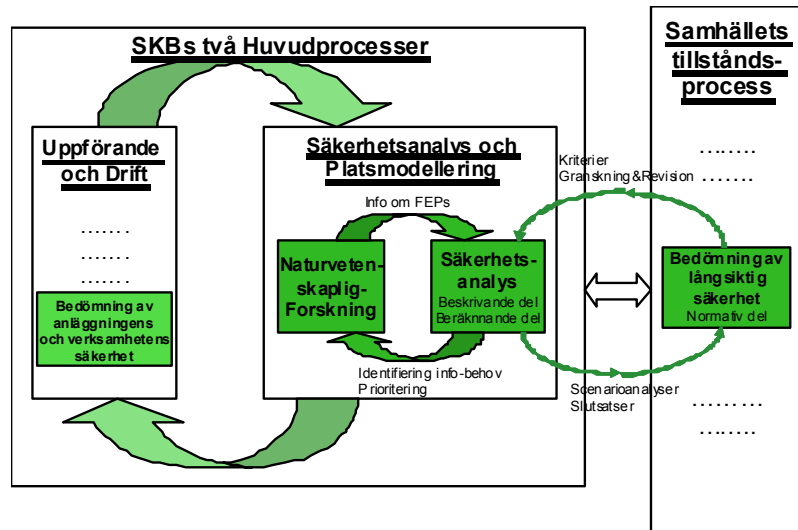 SKBs två Huvudprocesser
Uppförande
och Drift
.......
....
....
Bedömning av
anläggningens
och verksamhetens
säkerhet
Säkerhetsanalys och
Platsmodellering
Info om FEPs
Naturveten-
skaplig-
Forskning
Säkerhets-
analys
Beskrivande del
Beräknnande del
Identifiering info-behov
Prioritering
Kriterier
Granskning&Revision
Scenarioanalyser
Slutsatser
Samhällets
tillstånds-
process
........
.......
Bedömning av
långsiktig
säkerhet
Normativ del
.........
........